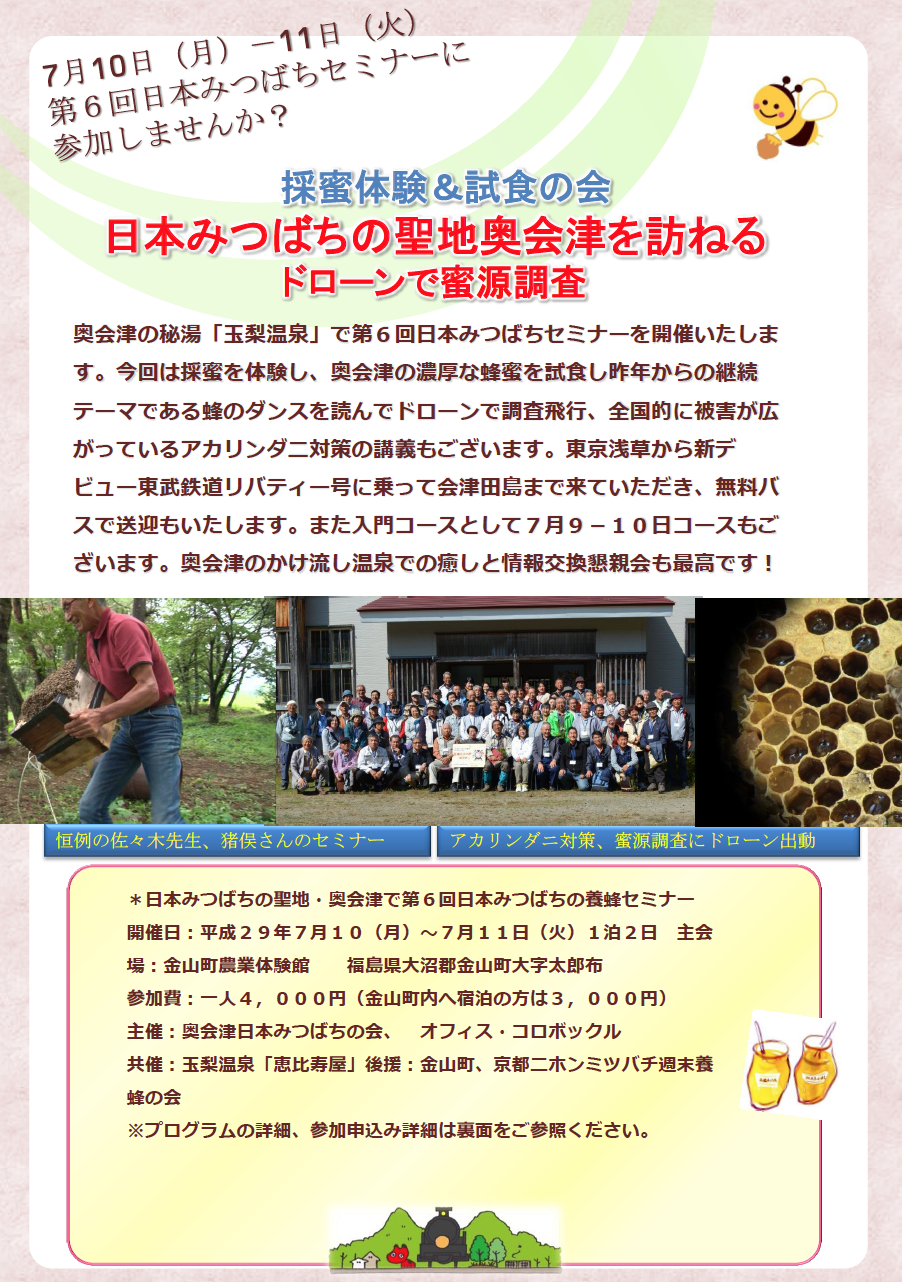 7月10日（月）－11日（火）
第６回日本みつばちセミナーに
参加しませんか？
採蜜体験＆試食の会
日本みつばちの聖地奥会津を訪ねる
ドローンで蜜源調査
奥会津の秘湯「玉梨温泉」で第６回日本みつばちセミナーを開催いたしま
す。今回は採蜜を体験し、奥会津の濃厚な蜂蜜を試食し昨年からの継続
テーマである蜂のダンスを読んでドローンで調査飛行、全国的に被害が広
がっているアカリンダニ対策の講義もございます。東京浅草から新デ
ビュー東武鉄道リバティー号に乗って会津田島まで来ていただき、無料バ
スで送迎もいたします。また入門コースとして７月９－１０日コースもご
ざいます。奥会津のかけ流し温泉での癒しと情報交換懇親会も最高です！
恒例の佐々木先生、猪俣さんのセミナー
アカリンダニ対策、蜜源調査にドローン出動
＊日本みつばちの聖地・奥会津で第６回日本みつばちの養蜂セミナー
開催日：平成２９年７月１０（月）～７月１１日（火）１泊２日　主会
場：金山町農業体験館　　福島県大沼郡金山町大字太郎布
参加費：一人４，０００円（金山町内へ宿泊の方は３，０００円）
主催：奥会津日本みつばちの会、　オフィス・コロボックル
共催：玉梨温泉「恵比寿屋」後援：金山町、京都ニホンミツバチ週末養
蜂の会
※プログラムの詳細、参加申込み詳細は裏面をご参照ください。